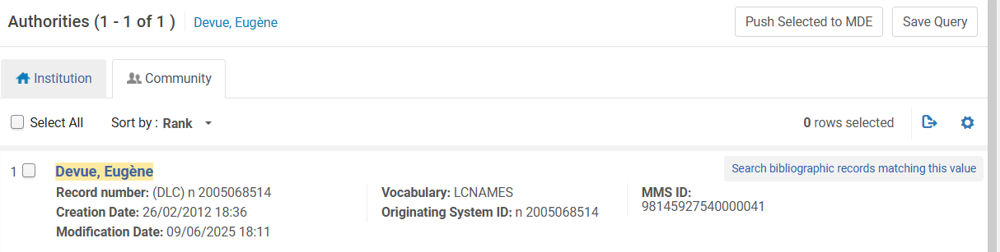 Authorities (1 - 1 of 1 ) Devue, Eugène Push Selected to MDE Save Query
Institution Community
Select All Sort by : Rank 0 rows selected
1 Devue, Eugène Search bibliographic records matching this value
Record number: (DLC) n 2005068514 Vocabulary: LCNAMES MMS ID:
98145927540000041
Creation Date: 26/02/2012 18:36 Originating System ID: n 2005068514
Modification Date: 09/06/2025 18:11